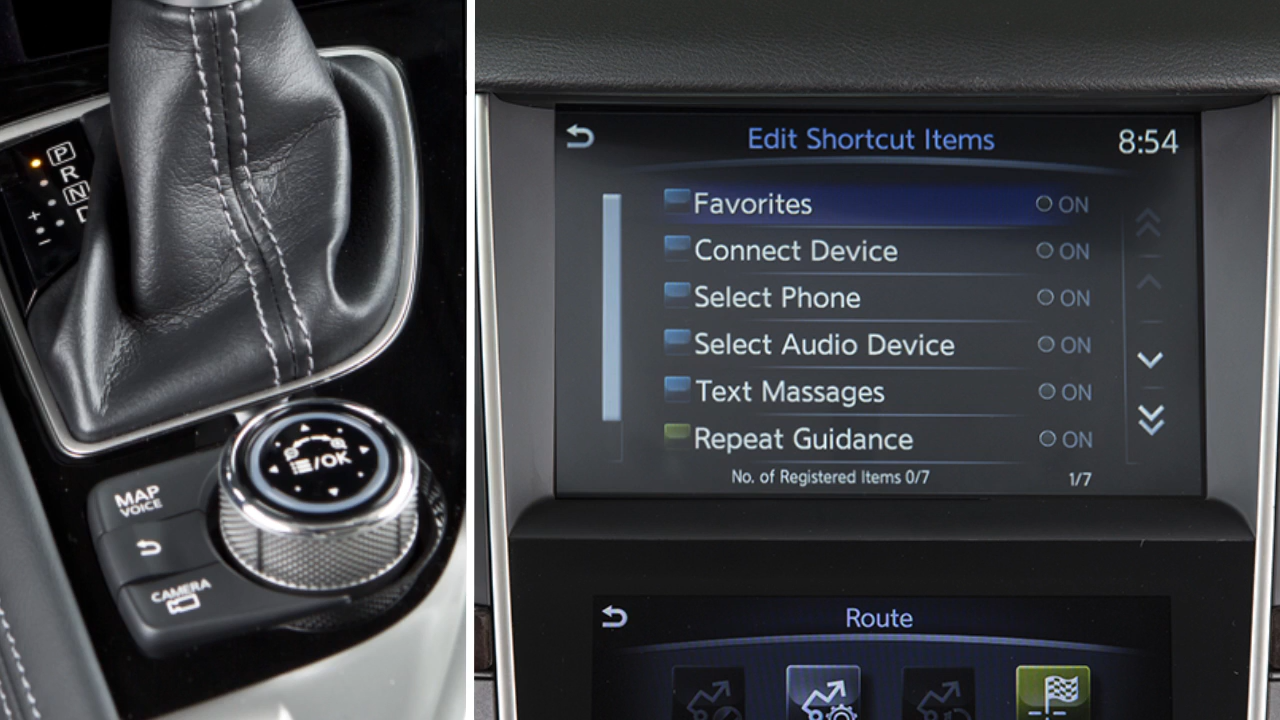 P
R
N
D
+
-
MAP
VOICE
CAMERA
/OK
Edit Shortcut Items
8:54
Favorites ON
Connect Device ON
Select Phone ON
Select Audio Device ON
Text Massages ON
Repeat Guidance ON
No. of Registered Items 0/7
1/7
Route